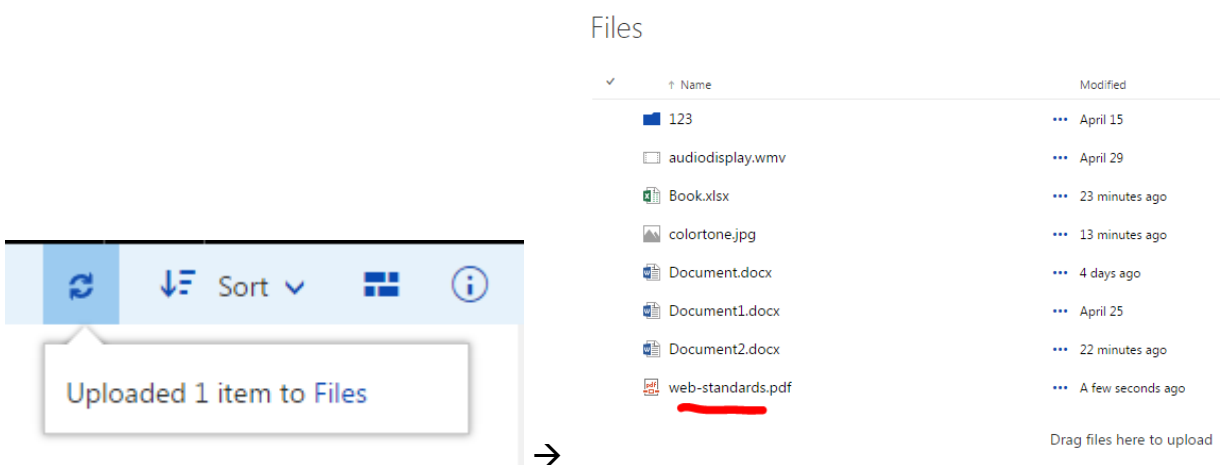 Sort
Uploaded 1 item to Files
→
Files
↑ Name Modified
123 ••• April 15
audiodisplay.wmv ••• April 29
Book.xlsx ••• 23 minutes ago
colortone.jpg ••• 13 minutes ago
Document.docx ••• 4 days ago
Document1.docx ••• April 25
Document2.docx ••• 22 minutes ago
web-standards.pdf ••• A few seconds ago
Drag files here to upload